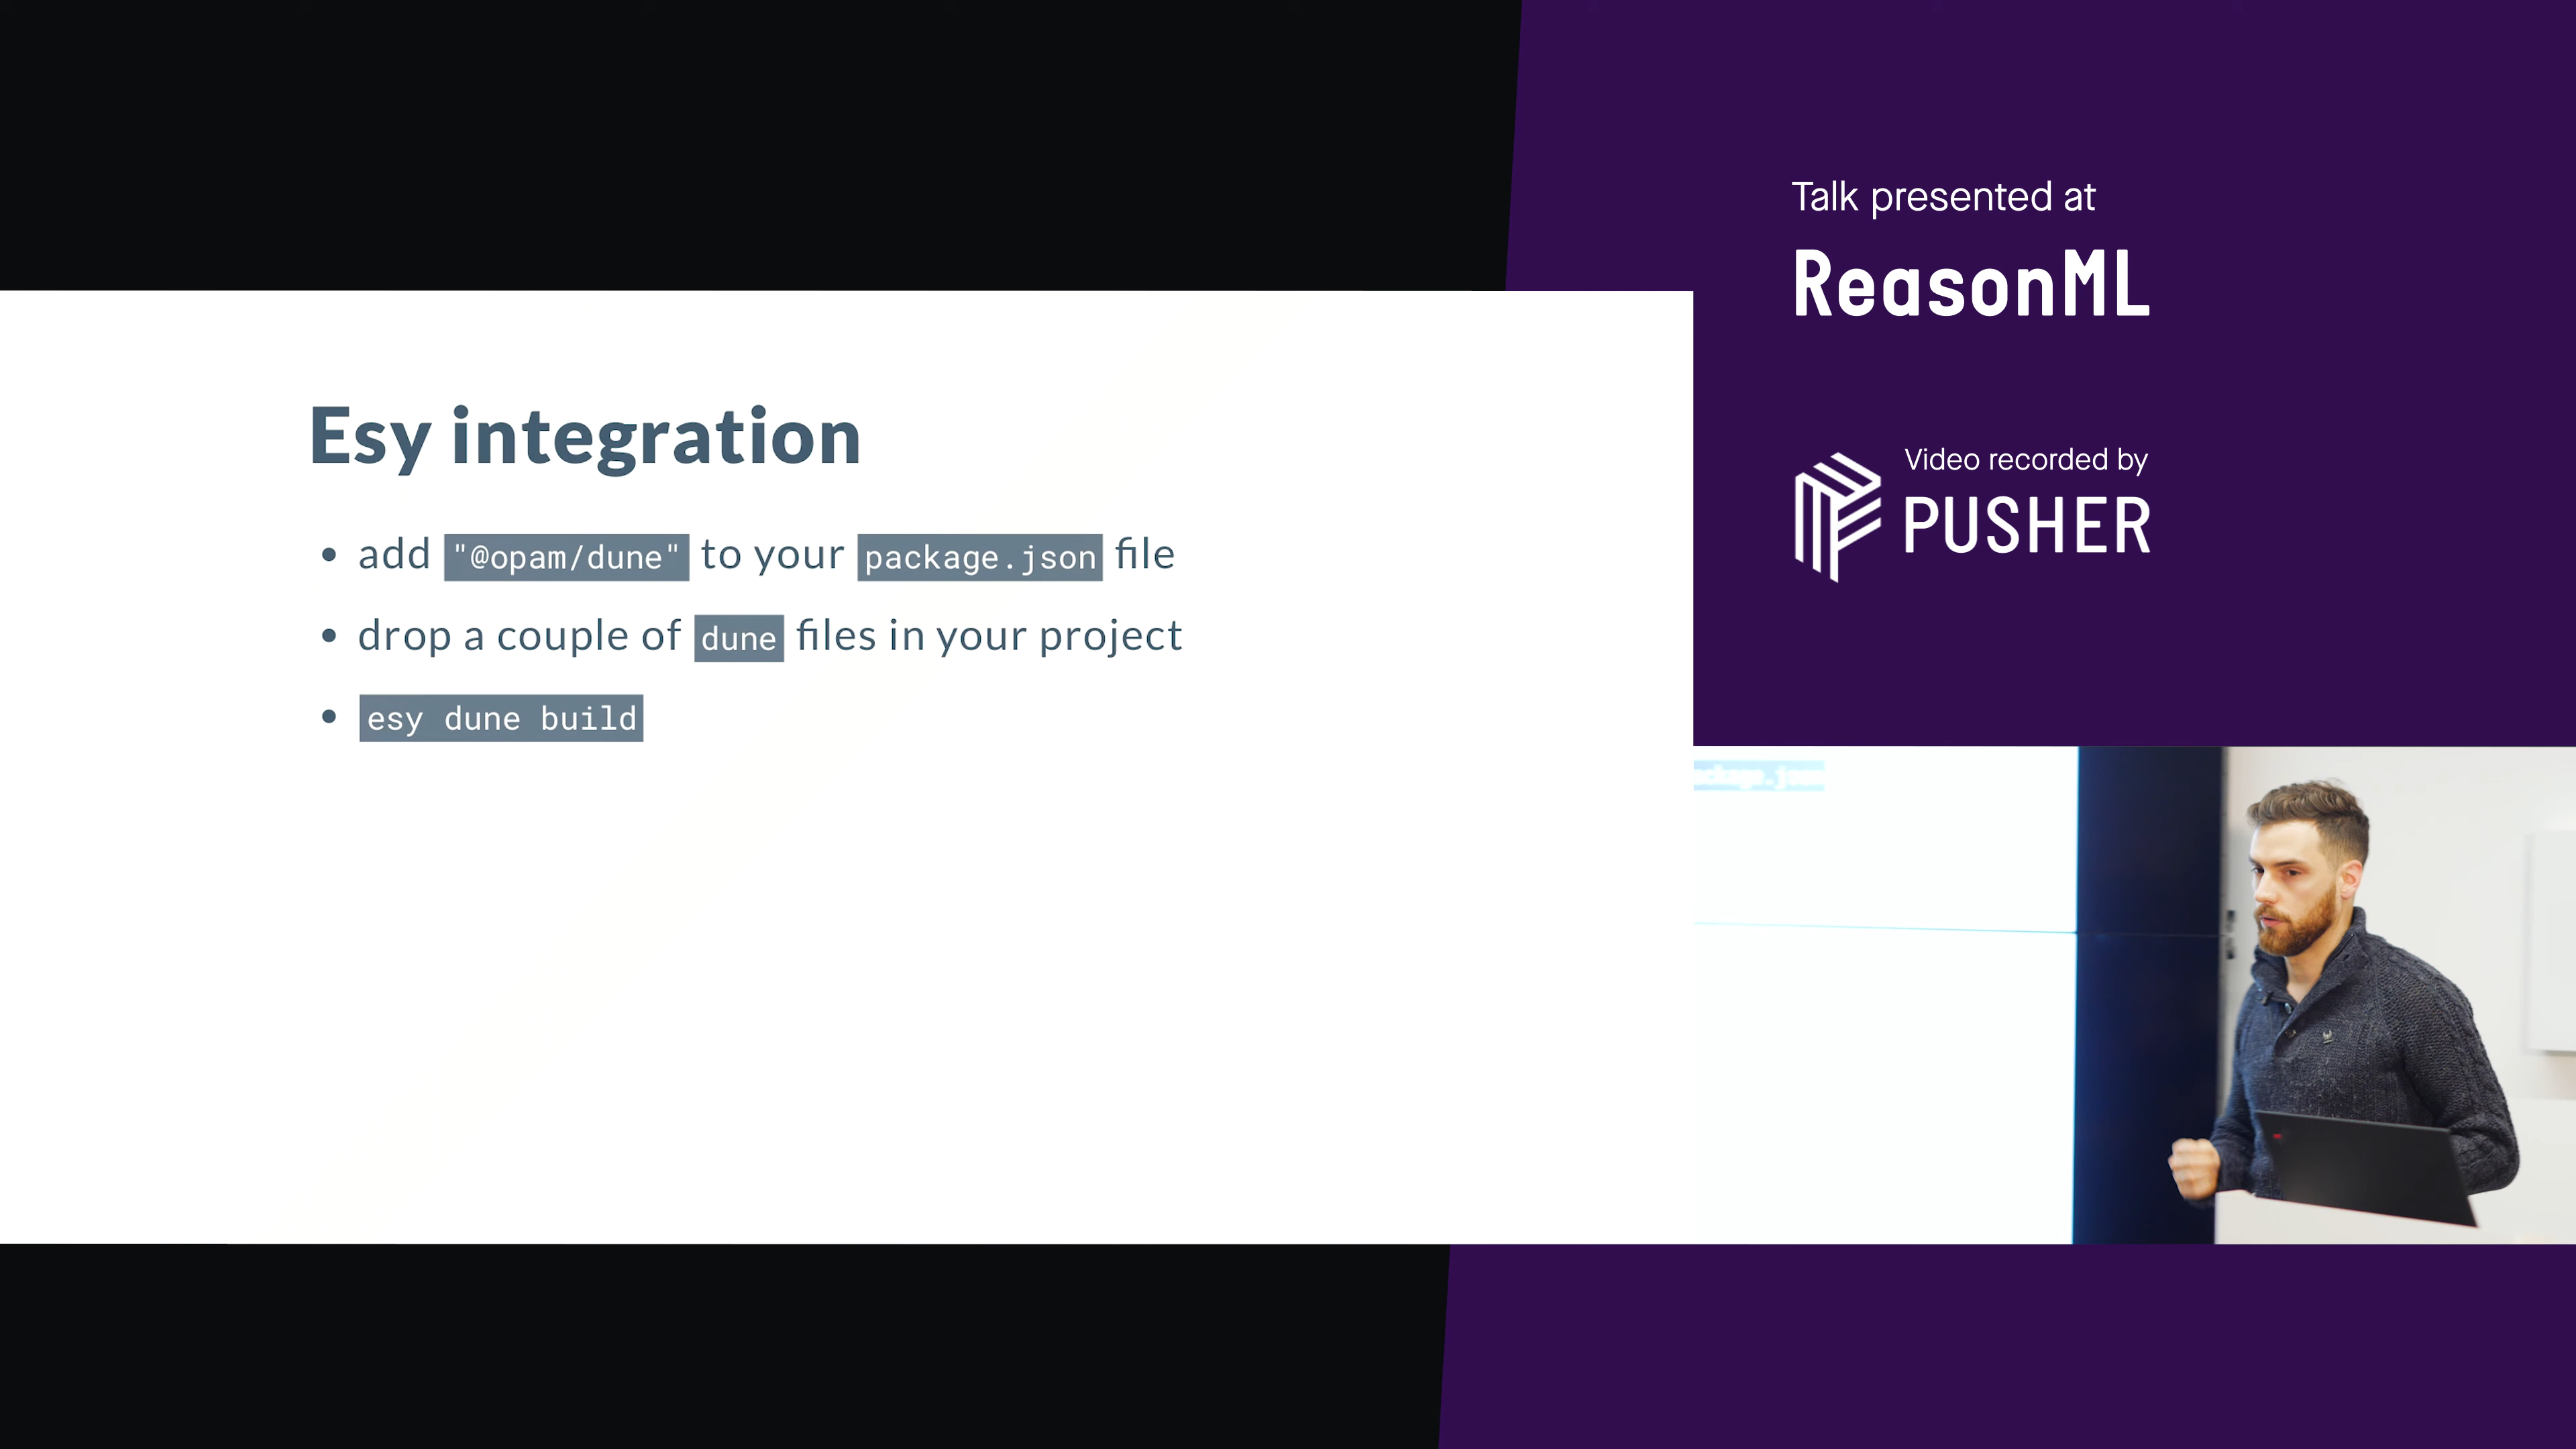 Talk presented at
ReasonML
Video recorded by
PUSHER
Esy integration
• add "@opam/dune" to your package.json file
• drop a couple of dune files in your project
• esy dune build